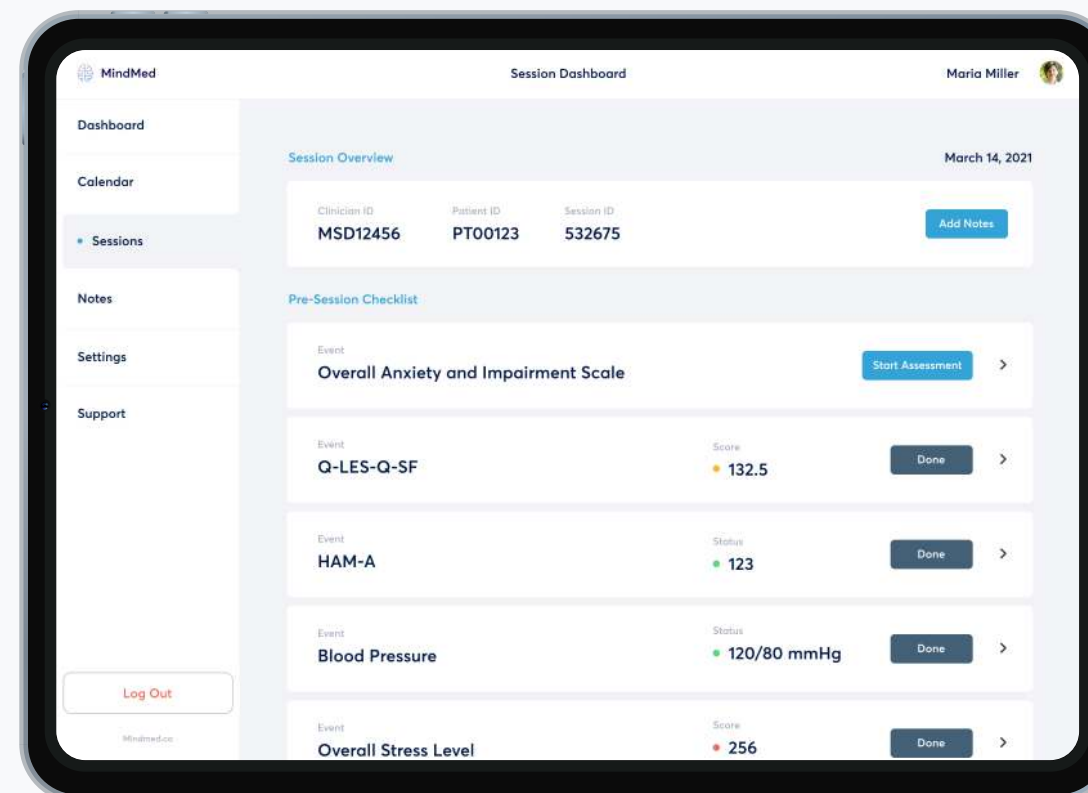 MindMed
Session Dashboard
Maria Miller
Dashboard
Calendar
Sessions
Notes
Settings
Support
Log Out
Mindmed.co
Session Overview
March 14, 2021
Clinician ID
MSD12456
Patient ID
PT00123
Session ID
532675
Add Notes
Pre-Session Checklist
Event
Overall Anxiety and Impairment Scale
Start Assessment
Event
Q-LES-Q-SF
Score
132.5
Done
Event
HAM-A
Status
123
Done
Event
Blood Pressure
Status
120/80 mmHg
Done
Event
Overall Stress Level
Score
256
Done